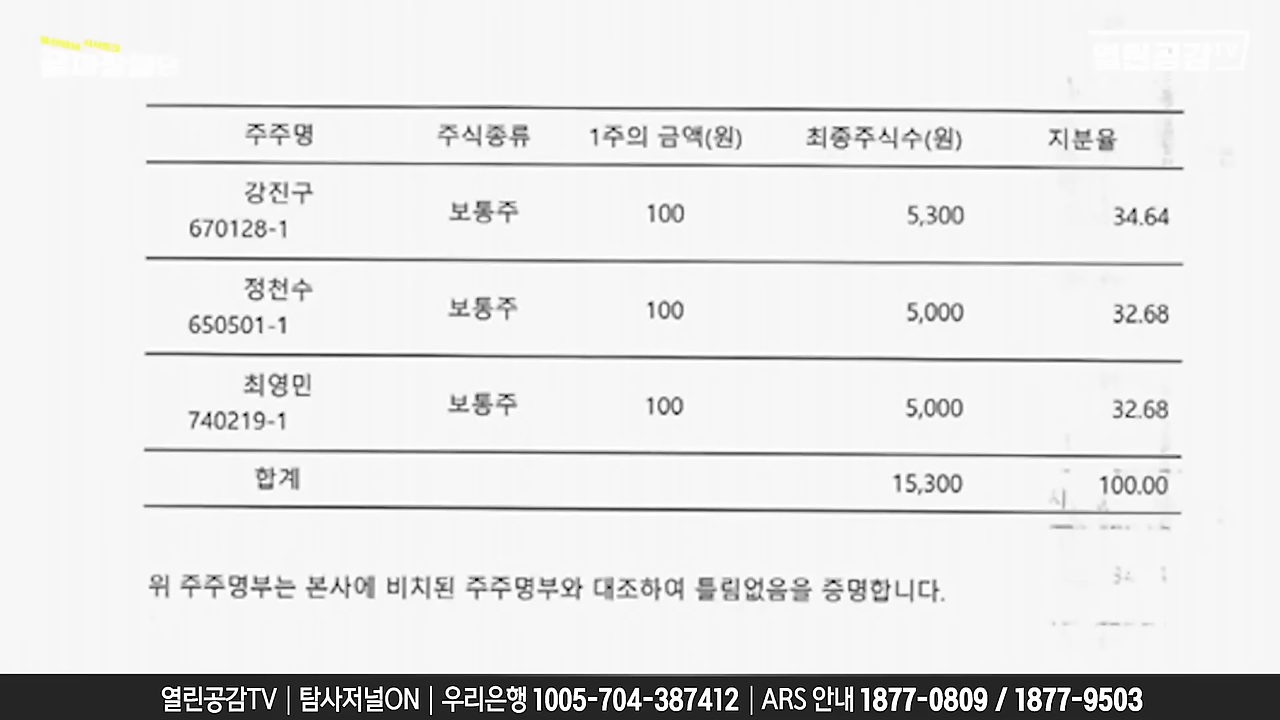 열린공감TV
주주명 주식종류 1주의 금액(원) 최종주식수(원) 지분율
강진구
670128-1 보통주 100 5,300 34.64
정천수
650501-1 보통주 100 5,000 32.68
최영민
740219-1 보통주 100 5,000 32.68
합계 15,300 100.00
위 주주명부는 본사에 비치된 주주명부와 대조하여 틀림없음을 증명합니다.
열린공감TV | 탐사저널ON | 우리은행 1005-704-387412 | ARS 안내 1877-0809 / 1877-9503